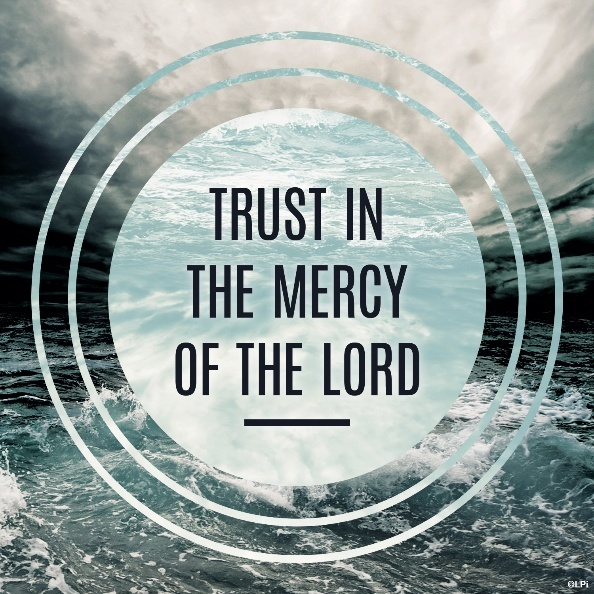 TRUST IN
THE MERCY
OF THE LORD
©LPi